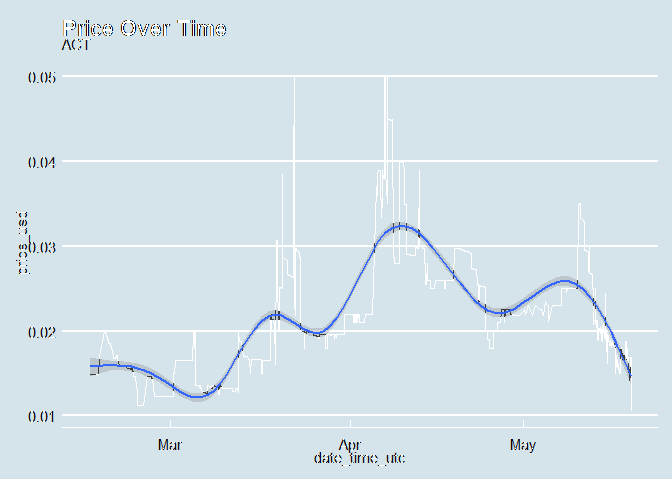 Price Over Time
ACT
0.05
0.04
0.03
0.02
0.01
price_usd
Mar
Apr
May
date_time_utc